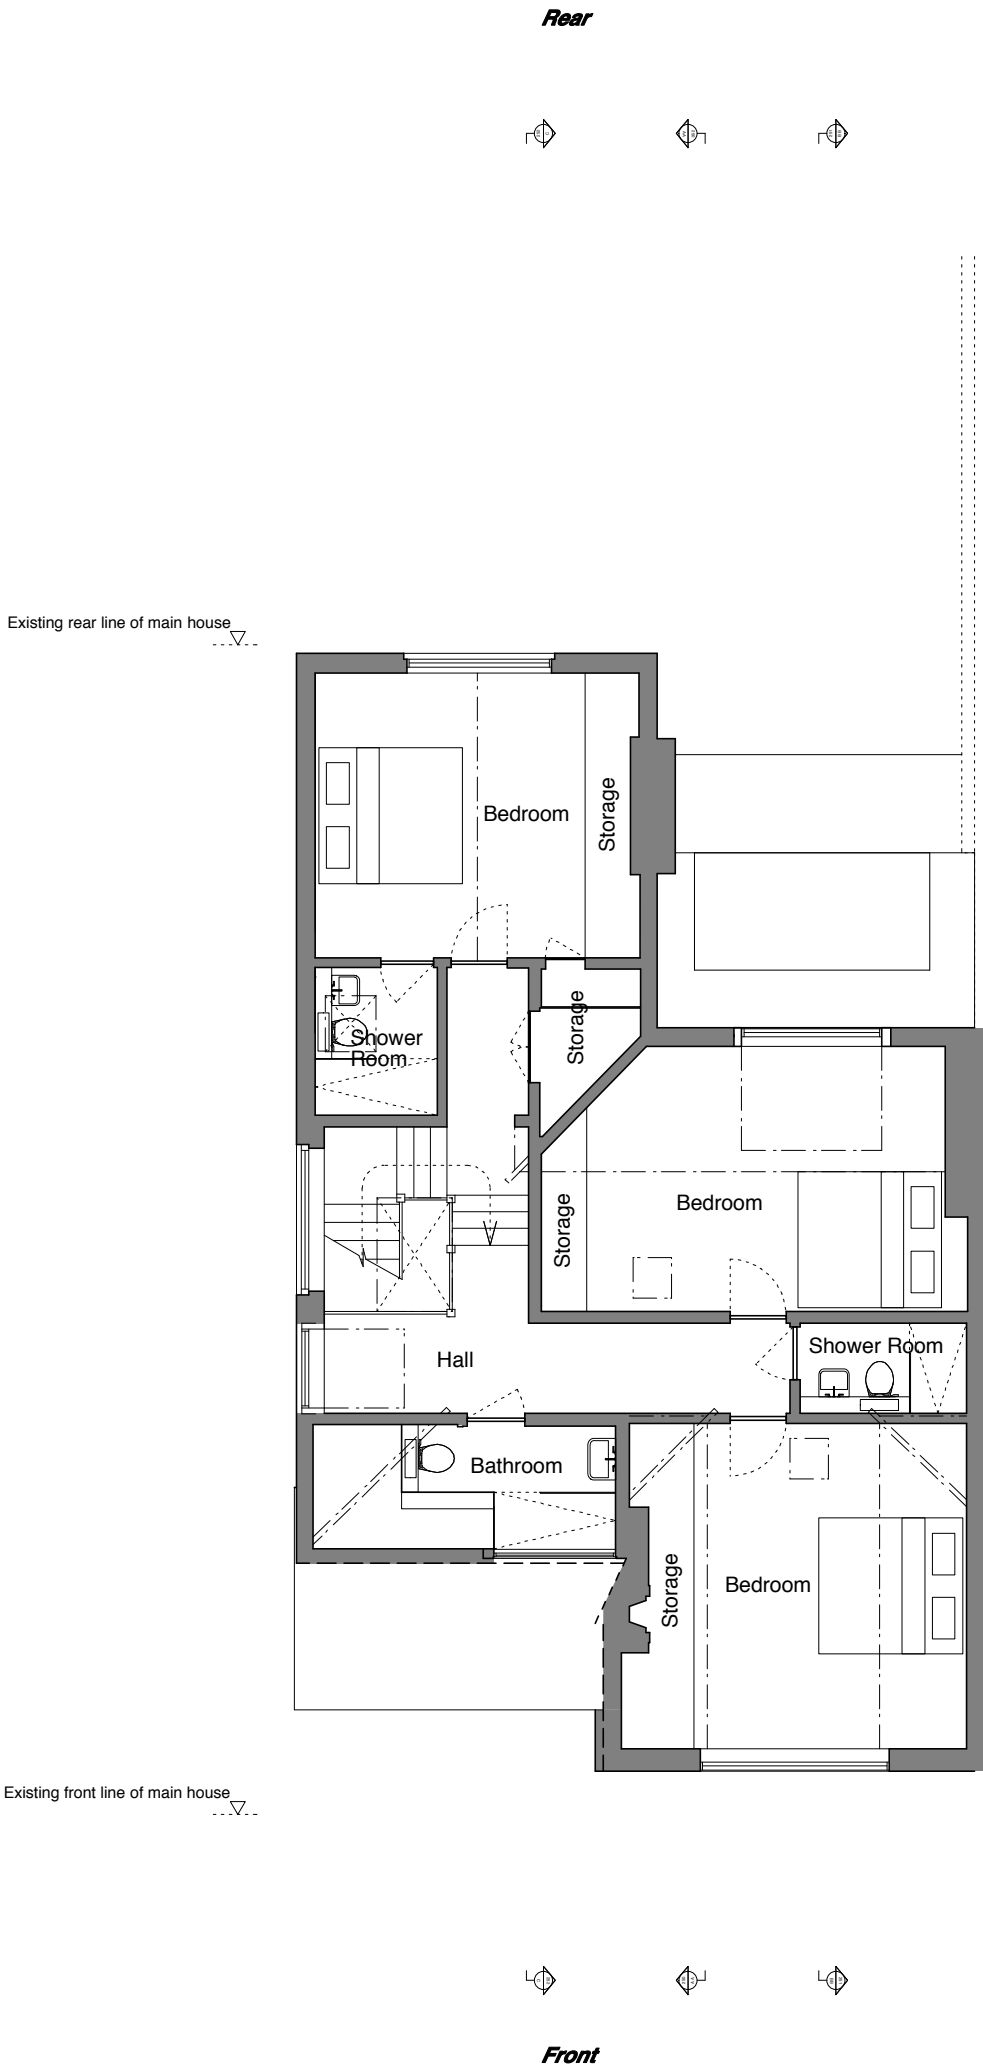 Rear
Existing rear line of main house
Bedroom
Storage
Storage
Shower
Room
Bedroom
Storage
Shower Room
Hall
Bathroom
Bedroom
Storage
Existing front line of main house
Front